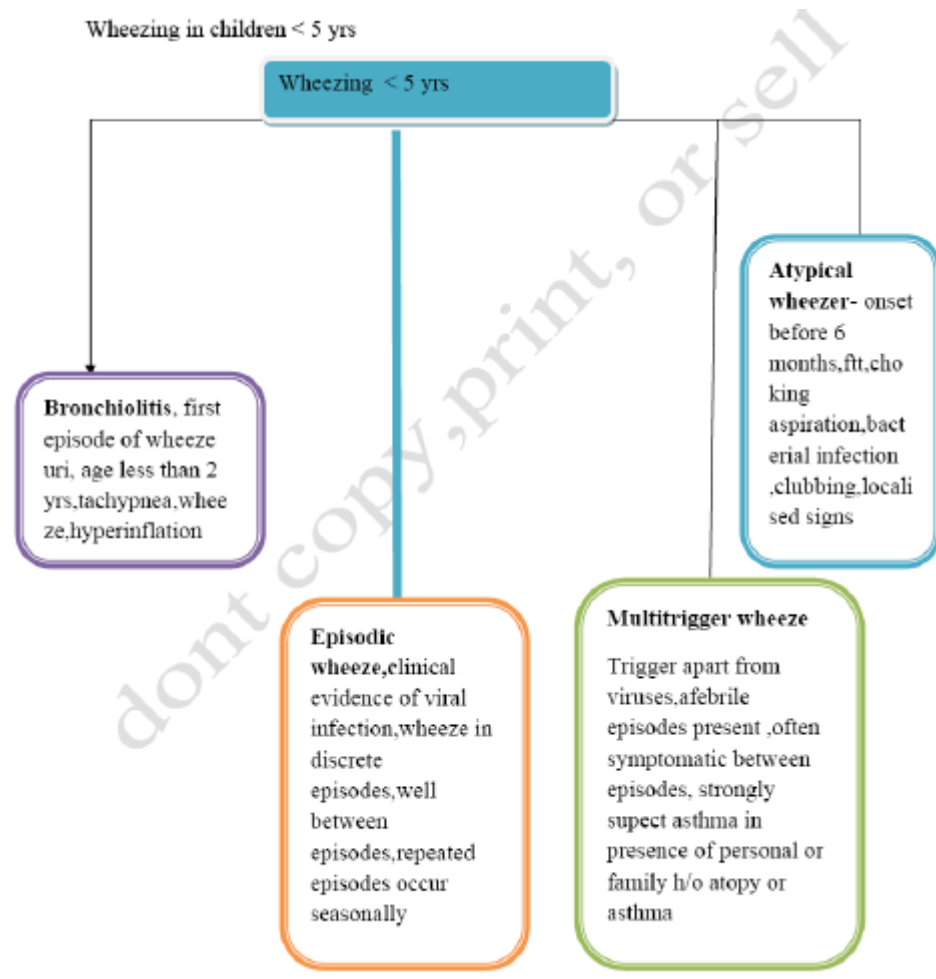 Wheezing in children < 5 yrs
Wheezing < 5 yrs
Bronchiolitis, first
episode of wheeze
uri, age less than 2
yrs,tachypnea,whee
ze,hyperinflation
Episodic
wheeze,clinical
evidence of viral
infection,wheeze in
discrete
episodes,well
between
episodes,repeated
episodes occur
seasonally
Multitrigger wheeze
Trigger apart from
viruses,afebrile
episodes present ,often
symptomatic between
episodes, strongly
supect asthma in
presence of personal or
family h/o atopy or
asthma
Atypical
wheezer- onset
before 6
months,ftt,cho
king
aspiration,bact
erial infection
,clubbing,locali
sed signs
dont copy,print, or sell